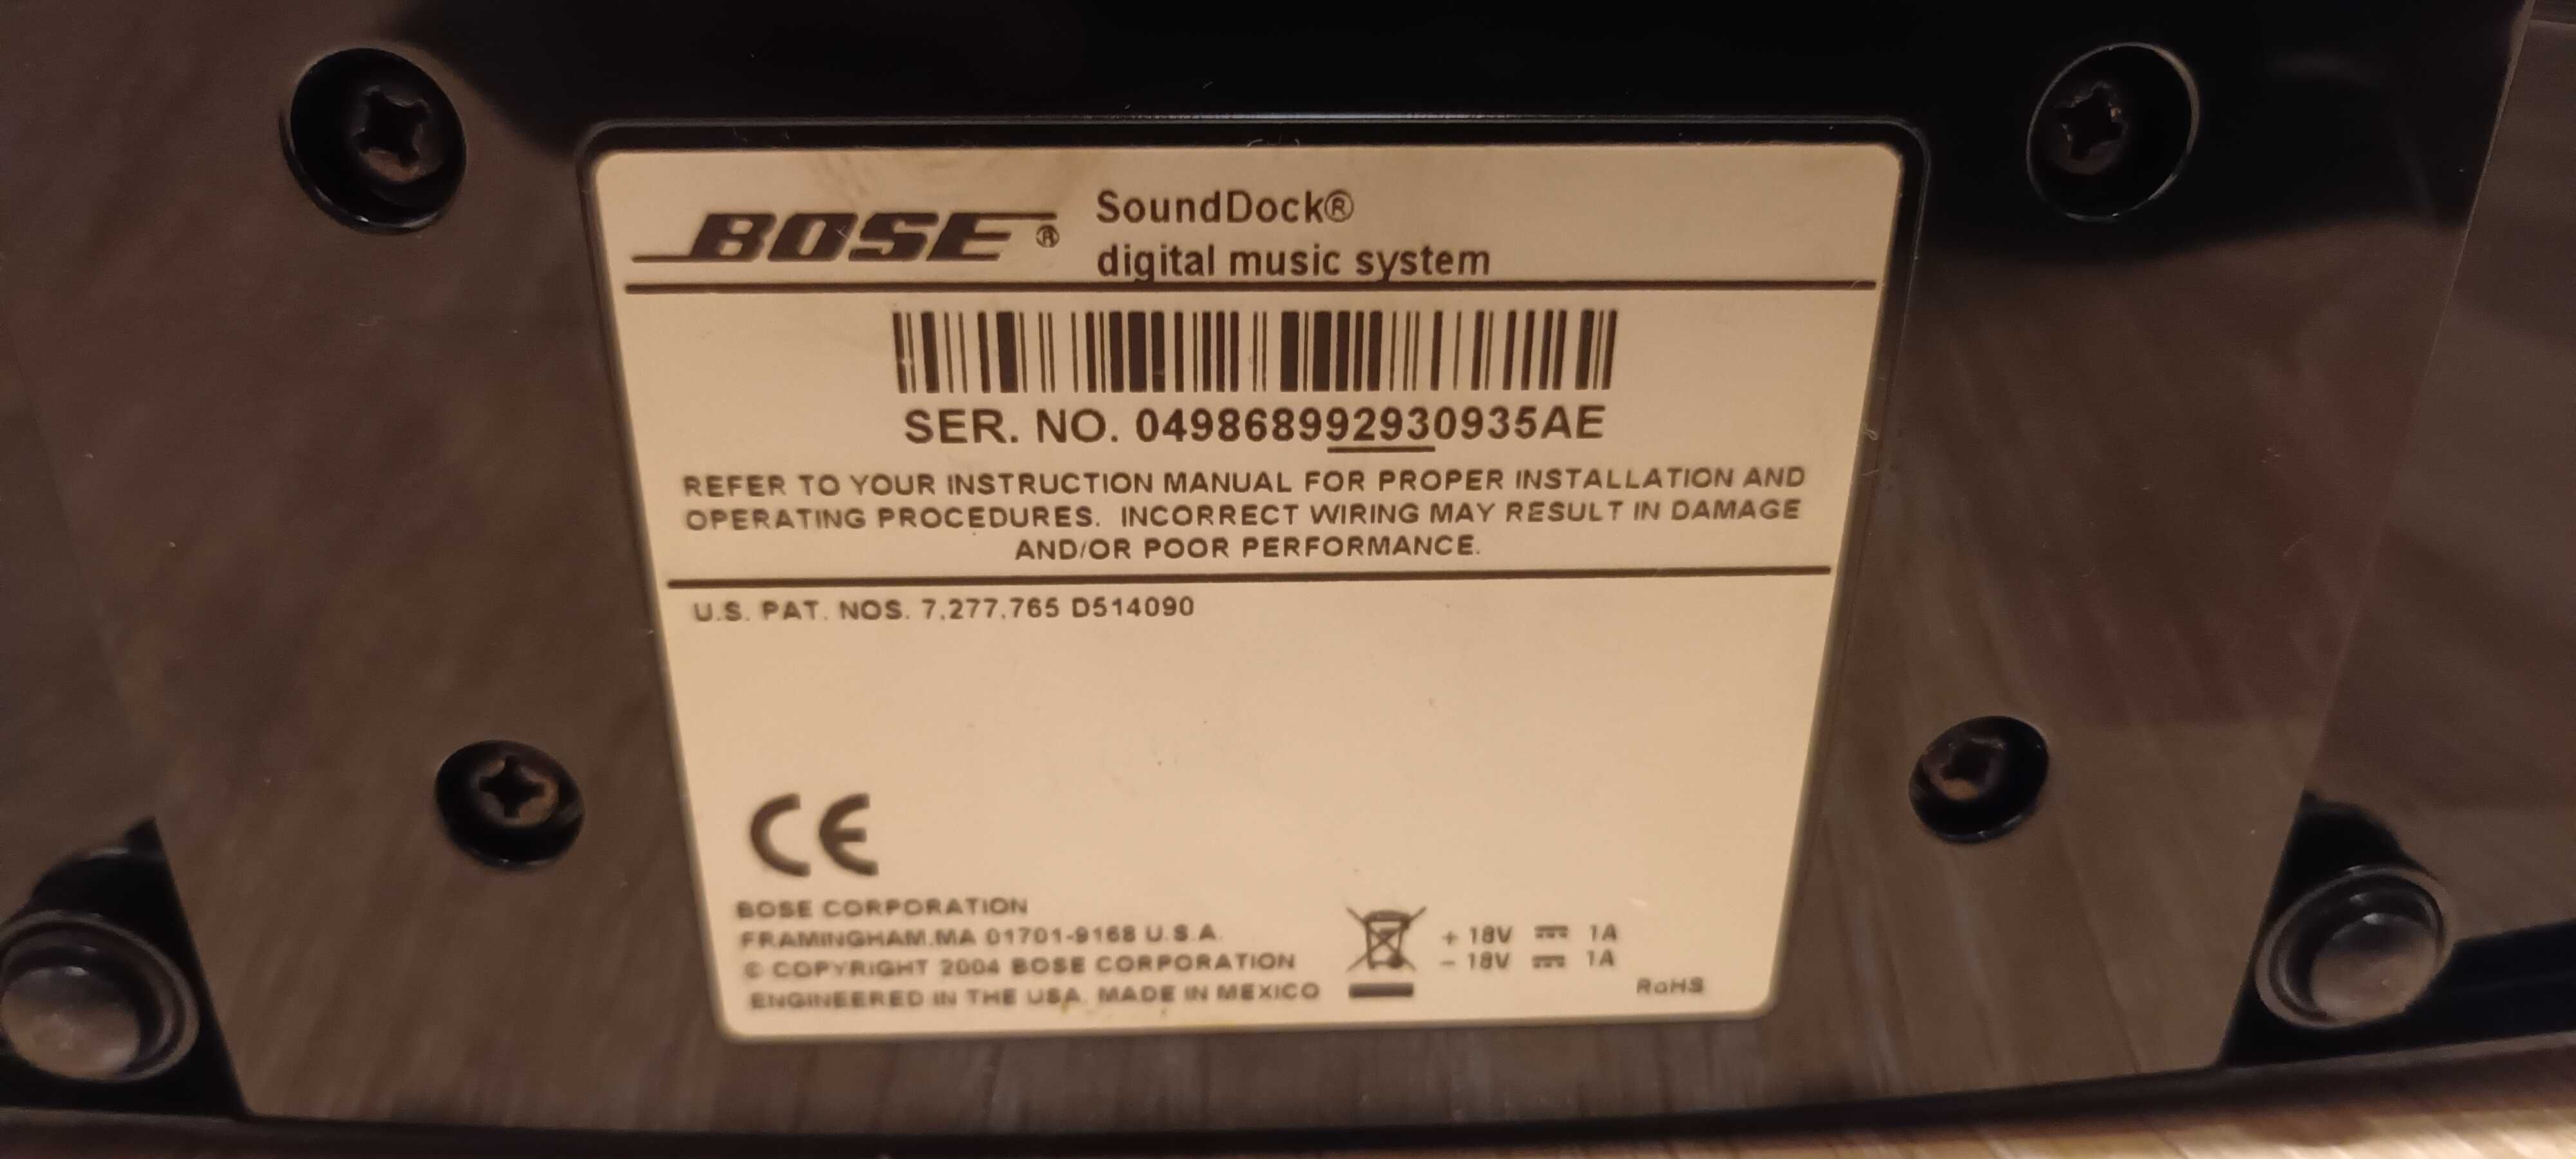 BOSE® SoundDock®
digital music system
SER. NO. 049868992930935AE
REFER TO YOUR INSTRUCTION MANUAL FOR PROPER INSTALLATION AND
OPERATING PROCEDURES. INCORRECT WIRING MAY RESULT IN DAMAGE
AND/OR POOR PERFORMANCE.
U.S. PAT. NOS. 7,277,765 D514090
CE
BOSE CORPORATION
FRAMINGHAM,MA 01701-9168 U.S.A.
© COPYRIGHT 2004 BOSE CORPORATION
ENGINEERED IN THE USA. MADE IN MEXICO
+ 18V ⎓ 1A
- 18V ⎓ 1A
RoHS